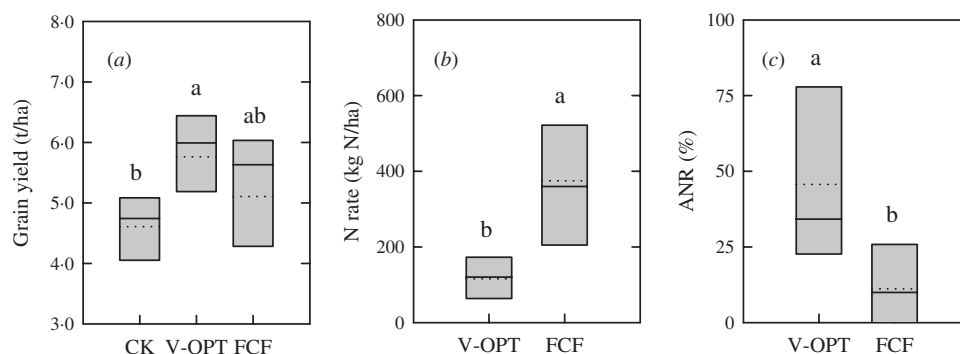 (a)
Grain yield (t/ha)
8·0
7·0
6·0
5·0
4·0
3·0
b
a
ab
CK V-OPT FCF
(b)
N rate (kg N/ha)
800
600
400
200
0
b
a
V-OPT FCF
(c)
ANR (%)
100
75
50
25
0
a
b
V-OPT FCF